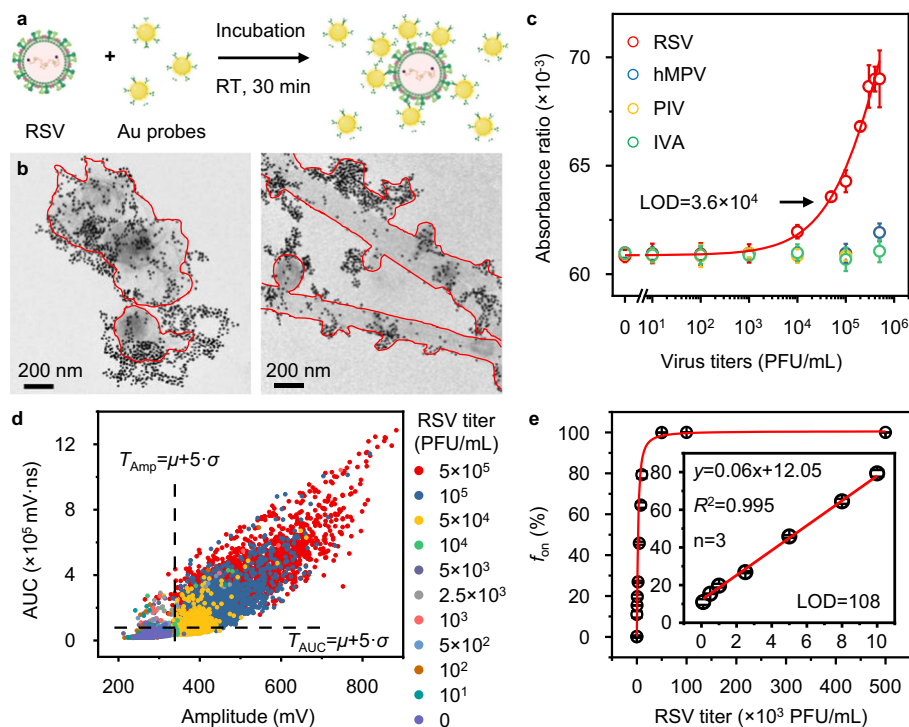 a
Incubation
RT, 30 min
RSV
+
Au probes
b
200 nm
200 nm
c
Absorbance ratio (×10⁻³)
70
65
60
RSV
hMPV
PIV
IVA
LOD=3.6×10⁴
0 10¹ 10² 10³ 10⁴ 10⁵ 10⁶
Virus titers (PFU/mL)
d
AUC (×10⁵ mV·ns)
12
8
4
0
T_Amp=μ+5·σ
T_AUC=μ+5·σ
200 400 600 800
Amplitude (mV)
RSV titer
(PFU/mL)
5×10⁵
10⁵
5×10⁴
10⁴
5×10³
2.5×10³
10³
5×10²
10²
10¹
0
e
f_on (%)
100
80
60
40
20
0
y=0.06x+12.05
R²=0.995
n=3
LOD=108
80
60
40
20
0
0 2 4 6 8 10
0 100 200 300 400 500
RSV titer (×10³ PFU/mL)